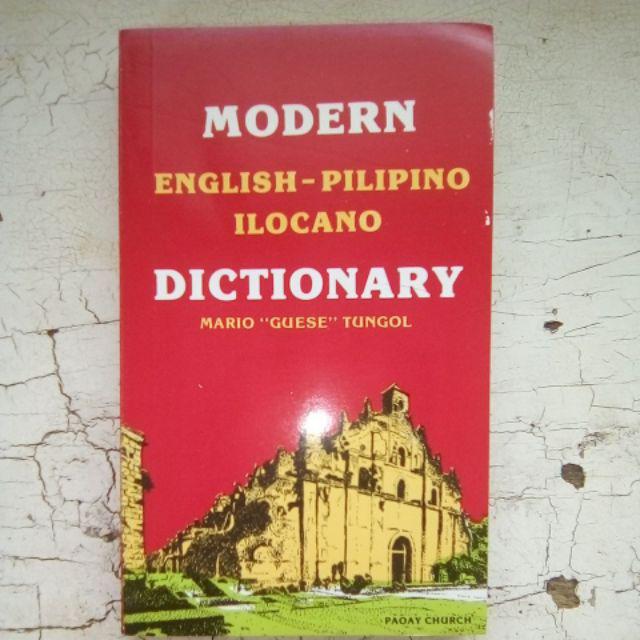 MODERN
ENGLISH-PILIPINO
ILOCANO
DICTIONARY
MARIO "GUESE" TUNGOL
PAOAY CHURCH